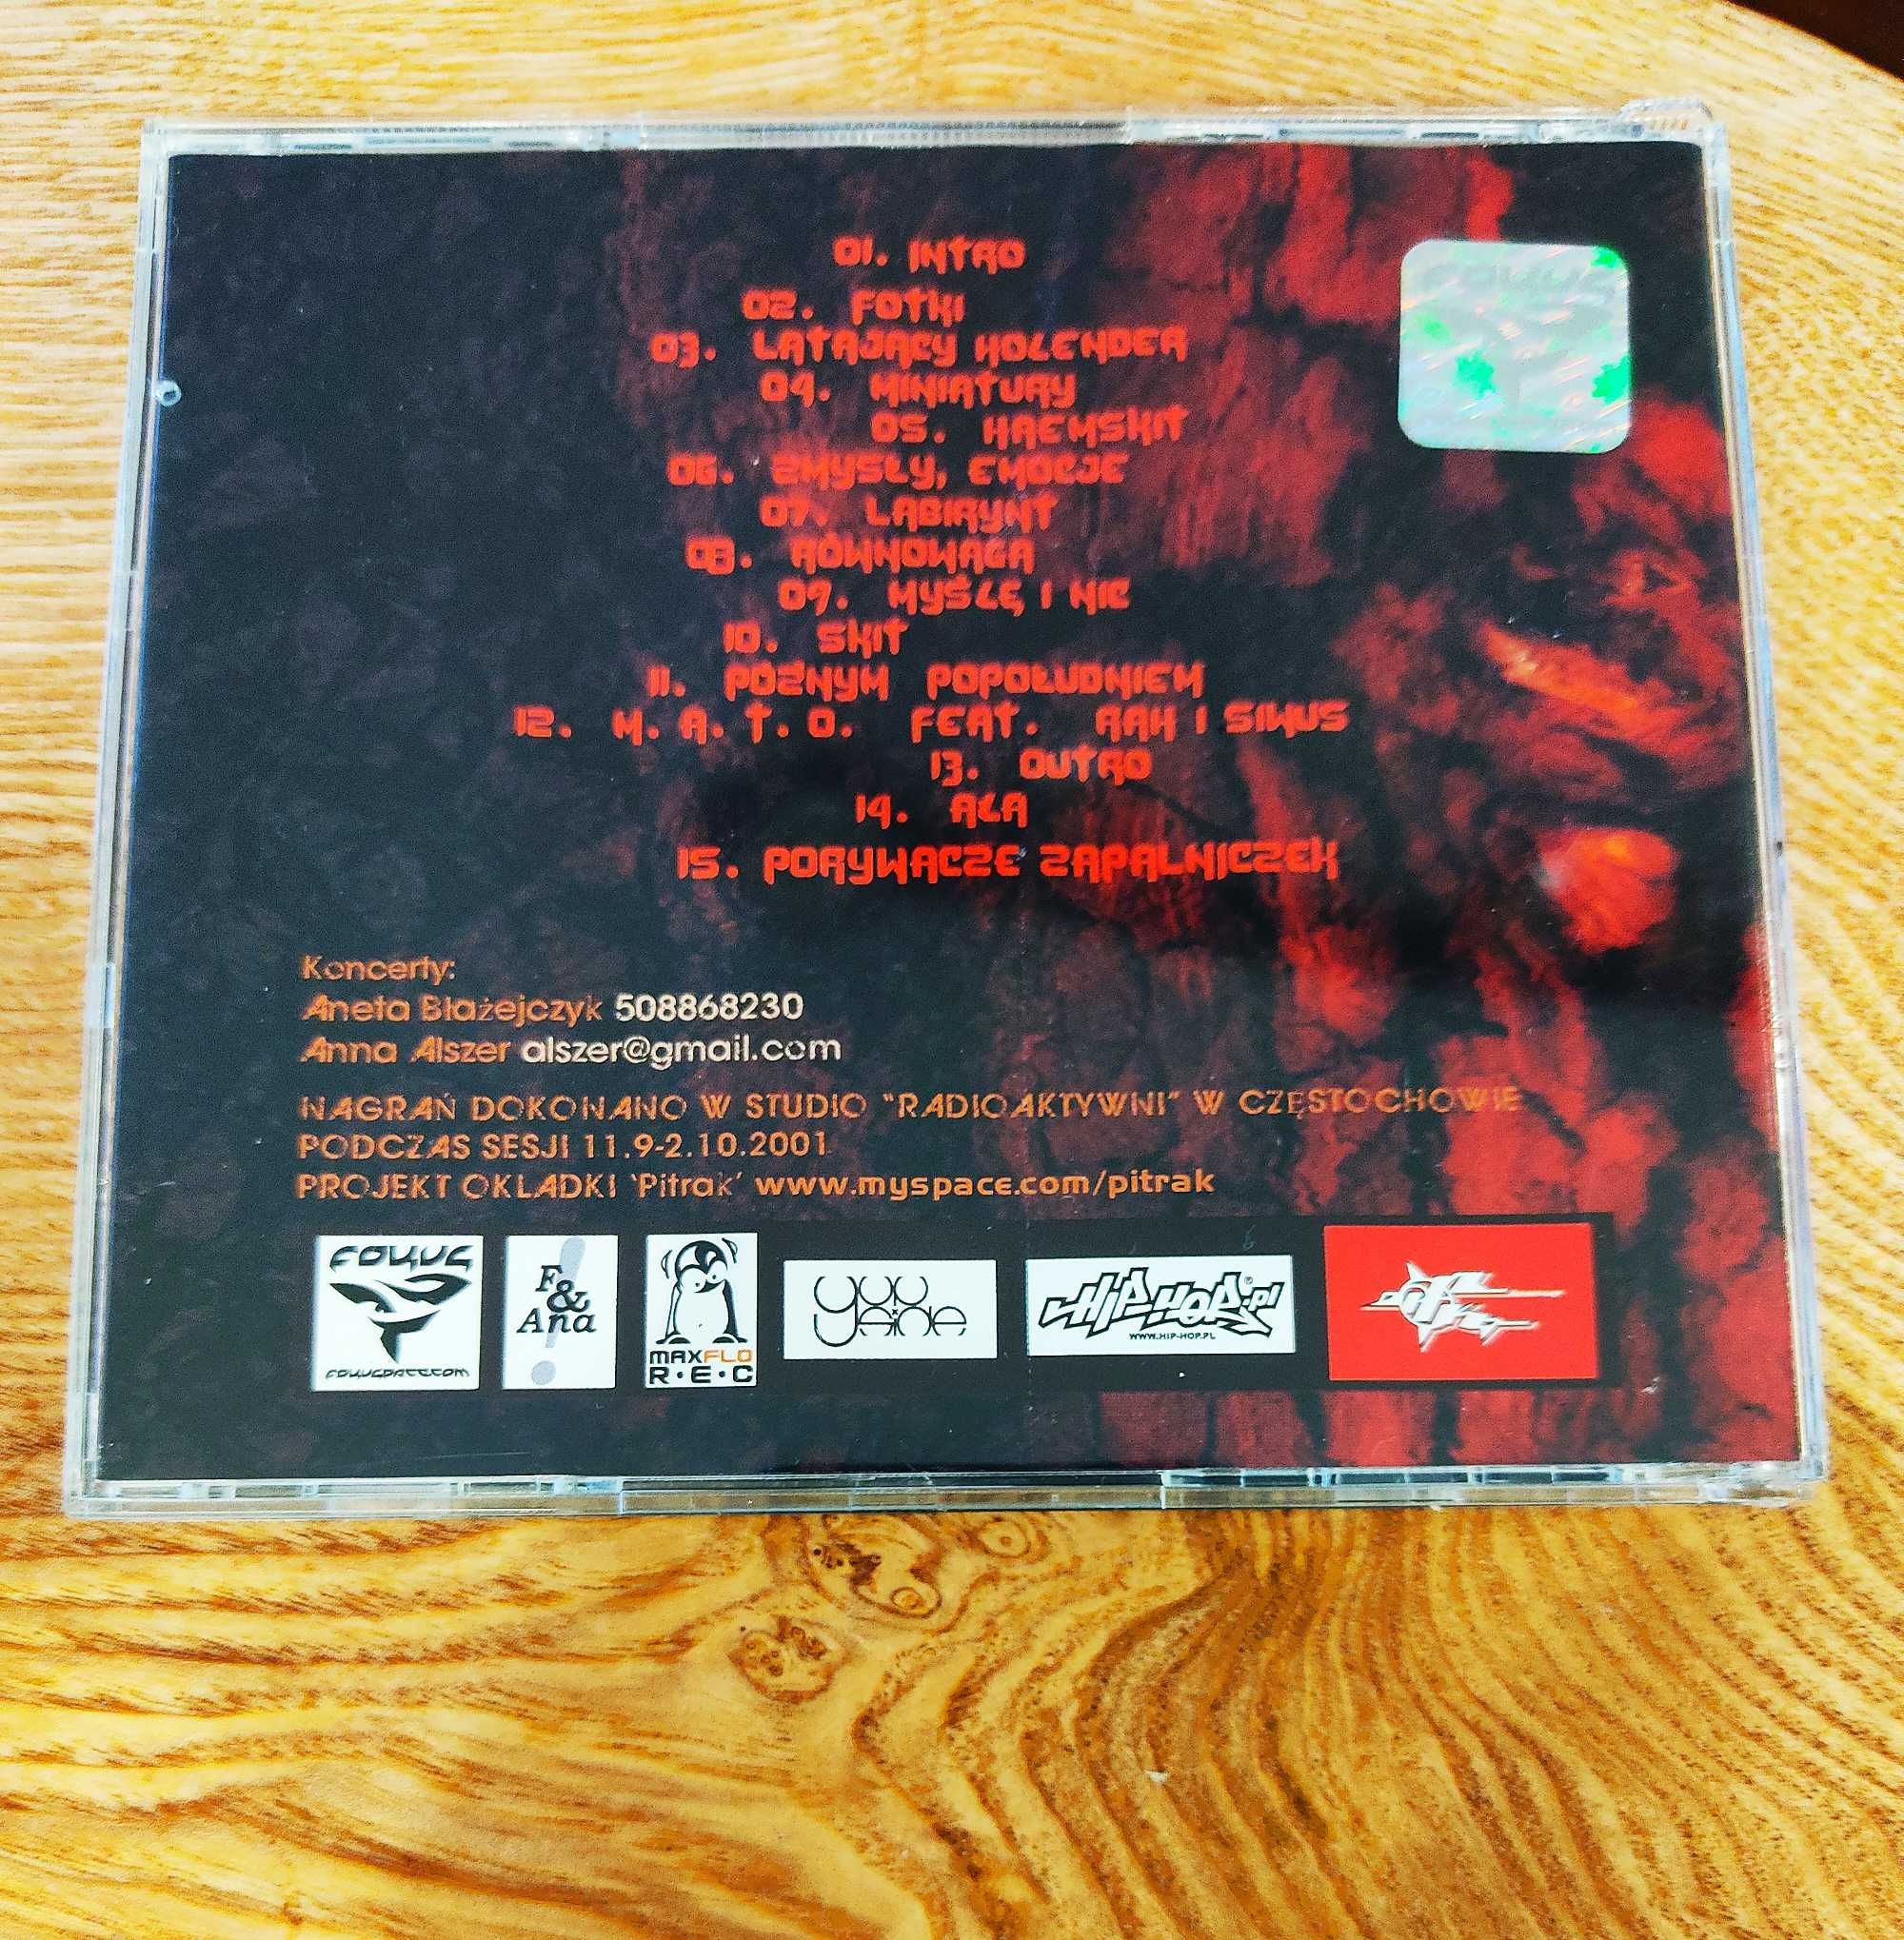 01. INTRO
02. FOTKI
03. LATAJĄCY HOLENDER
04. MINIATURY
05. HAEMSKIT
06. ZMYSŁY, EMOCJE
07. LABIRYNT
08. RÓWNOWAGA
09. MYŚLĘ I NIC
10. SKIT
11. POZNYM POPOŁUDNIEM
12. M. A. T. O. FEAT. RAH I SIWUS
13. OUTRO
14. ALA
15. PORYWACZE ZAPALNICZEK
Koncerty:
Aneta Błażejczyk 508868230
Anna Alszer alszer@gmail.com
NAGRAŃ DOKONANO W STUDIO "RADIOAKTYWNI" W CZĘSTOCHOWIE
PODCZAS SESJI 11.9-2.10.2001
PROJEKT OKLADKI 'Pitrak' www.myspace.com/pitrak
F
&
Ana
MAXFLO
R·E·C
HIP-HOP.pl
WWW.HIP-HOP.PL